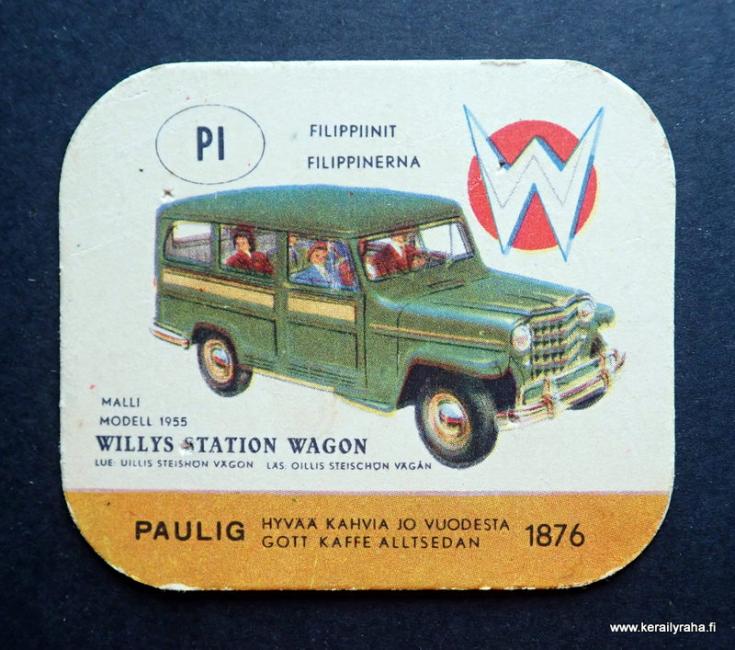 PI
FILIPPIINIT
FILIPPINERNA
W
MALLI
MODELL 1955
WILLYS STATION WAGON
LUE: UILLIS STEISHÖN VÄGON LÄS: OILLIS STEISCHÖN VÄGÅN
PAULIG
HYVÄÄ KAHVIA JO VUODESTA
GOTT KAFFE ALLTSEDAN
1876
www.kerailyraha.fi